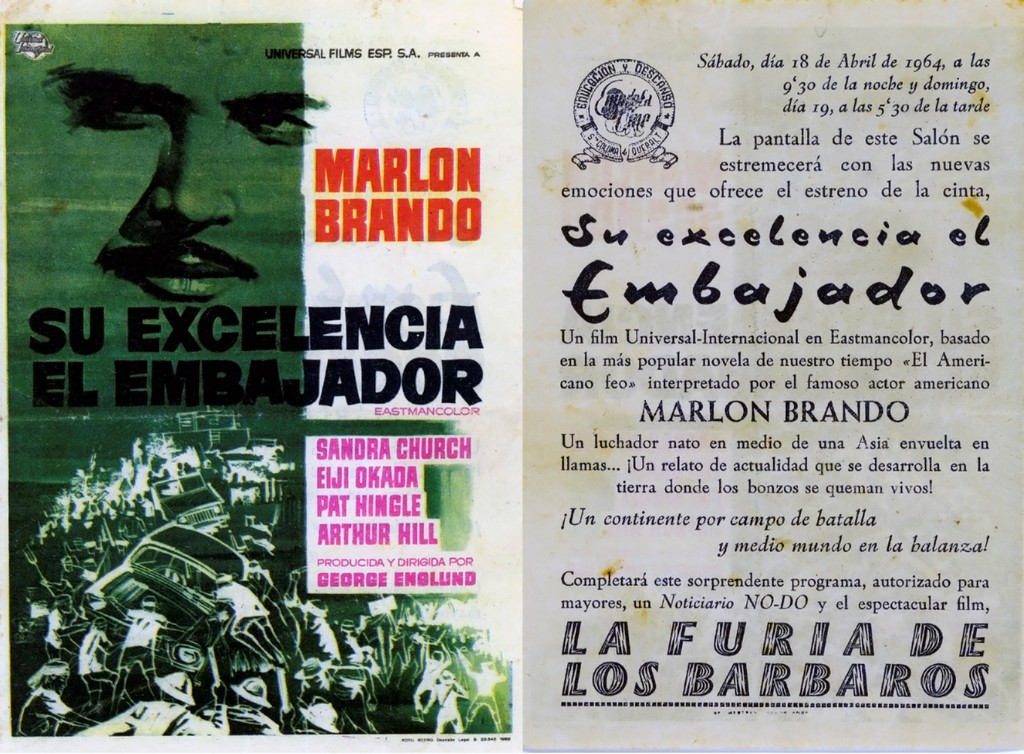 UNIVERSAL FILMS ESP. S.A. PRESENTA A
MARLON
BRANDO
SU EXCELENCIA
EL EMBAJADOR
EASTMANCOLOR
SANDRA CHURCH
EIJI OKADA
PAT HINGLE
ARTHUR HILL
PRODUCIDA Y DIRIGIDA POR
GEORGE ENGLUND
EDUCACIÓN Y DESCANSO
STA COLOMA de QUERALT
Sábado, día 18 de Abril de 1964, a las
9'30 de la noche y domingo,
día 19, a las 5'30 de la tarde
La pantalla de este Salón se
estremecerá con las nuevas
emociones que ofrece el estreno de la cinta,
Su excelencia el
Embajador
Un film Universal-Internacional en Eastmancolor, basado
en la más popular novela de nuestro tiempo «El Ameri-
cano feo» interpretado por el famoso actor americano
MARLON BRANDO
Un luchador nato en medio de una Asia envuelta en
llamas... ¡Un relato de actualidad que se desarrolla en la
tierra donde los bonzos se queman vivos!
¡Un continente por campo de batalla
y medio mundo en la balanza!
Completará este sorprendente programa, autorizado para
mayores, un Noticiario NO-DO y el espectacular film,
LA FURIA DE
LOS BARBAROS